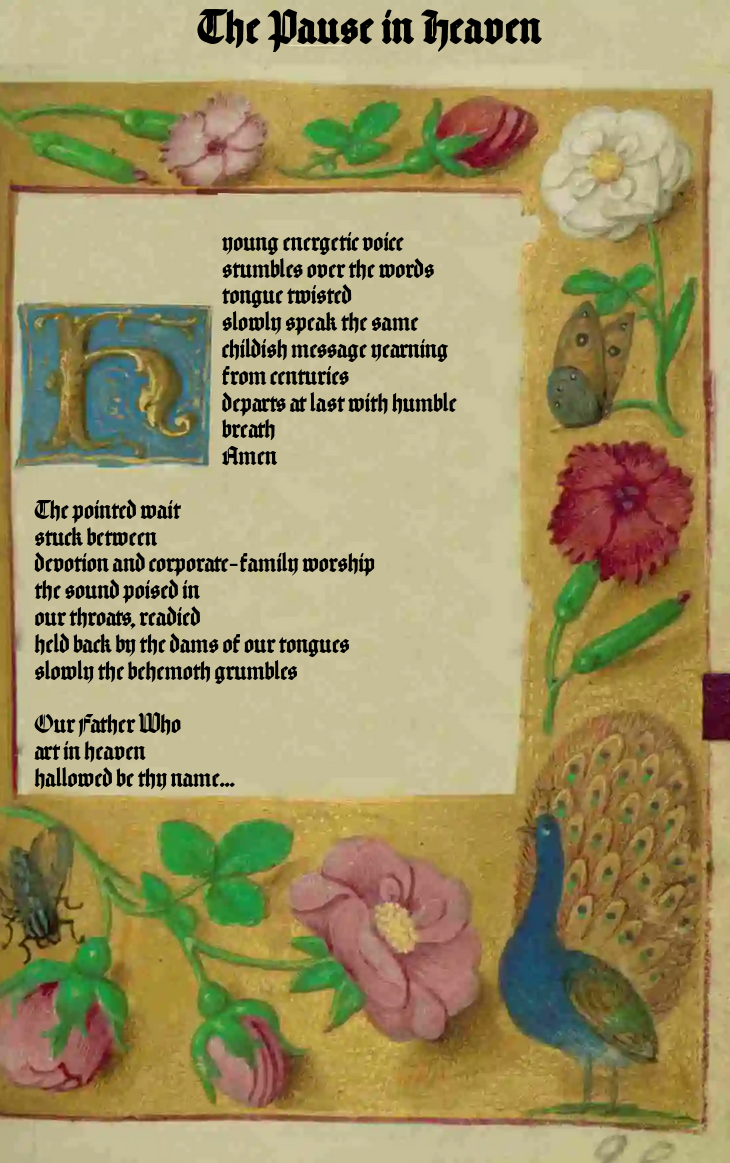 The Pause in Heaven
H
young energetic voice
stumbles over the words
tongue twisted
slowly speak the same
childish message yearning
from centuries
departs at last with humble
breath
Amen
The pointed wait
stuck between
devotion and corporate-family worship
the sound poised in
our throats, readied
held back by the dams of our tongues
slowly the behemoth grumbles
Our Father Who
art in heaven
hallowed be thy name...